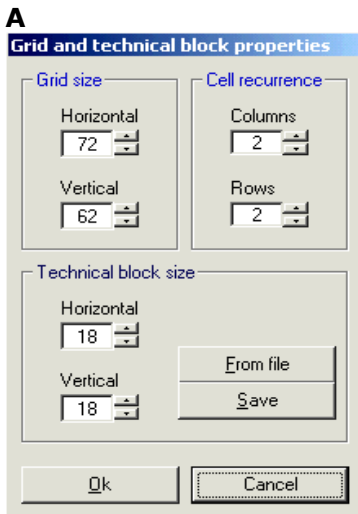 A
Grid and technical block properties
Grid size
Cell recurrence
Horizontal
Columns
72
2
Vertical
Rows
62
2
Technical block size
Horizontal
18
From file
Vertical
Save
18
Ok
Cancel